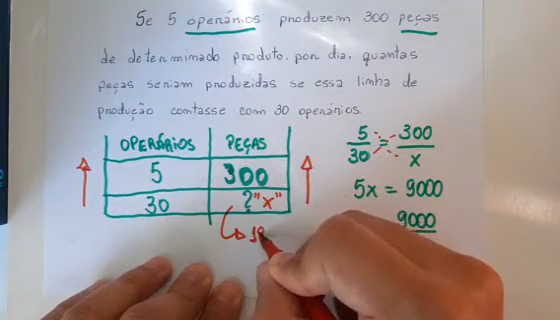 Se 5 operários produzem 300 peças
de determinado produto por dia, quantas
peças seriam produzidas se essa linha de
produção contasse com 30 operários.
OPERÁRIOS PEÇAS
5 300
30 ? "x"
5/30 = 300/x
5x = 9000
9000